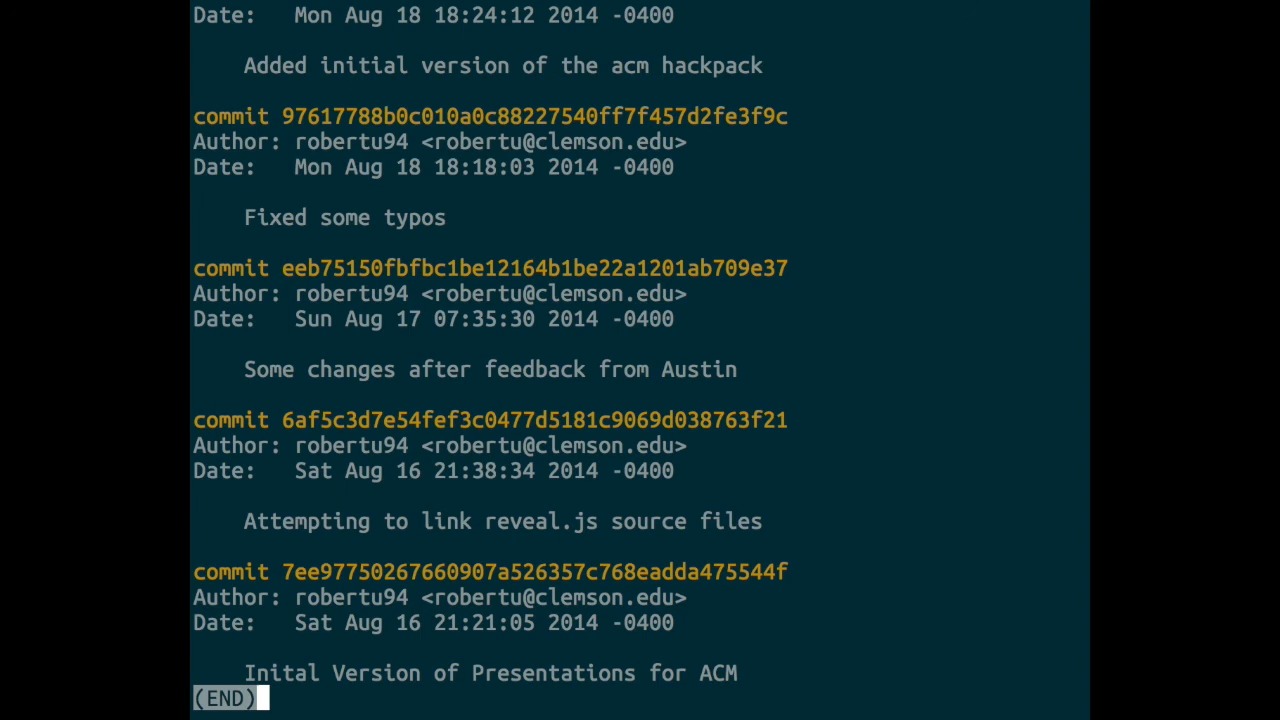 Date:   Mon Aug 18 18:24:12 2014 -0400
Added initial version of the acm hackpack
commit 97617788b0c010a0c88227540ff7f457d2fe3f9c
Author: robertu94 <robertu@clemson.edu>
Date:   Mon Aug 18 18:18:03 2014 -0400
Fixed some typos
commit eeb75150fbfbc1be12164b1be22a1201ab709e37
Author: robertu94 <robertu@clemson.edu>
Date:   Sun Aug 17 07:35:30 2014 -0400
Some changes after feedback from Austin
commit 6af5c3d7e54fef3c0477d5181c9069d038763f21
Author: robertu94 <robertu@clemson.edu>
Date:   Sat Aug 16 21:38:34 2014 -0400
Attempting to link reveal.js source files
commit 7ee97750267660907a526357c768eadda475544f
Author: robertu94 <robertu@clemson.edu>
Date:   Sat Aug 16 21:21:05 2014 -0400
Inital Version of Presentations for ACM
(END)